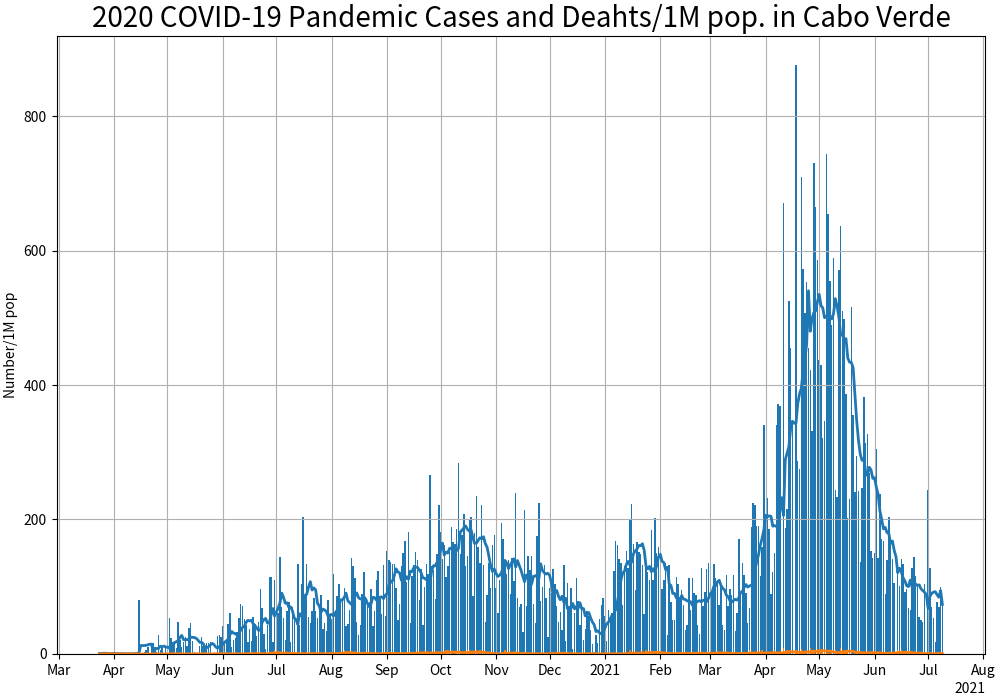 2020 COVID-19 Pandemic Cases and Deahts/1M pop. in Cabo Verde
Number/1M pop
800
600
400
200
0
Mar Apr May Jun Jul Aug Sep Oct Nov Dec 2021 Feb Mar Apr May Jun Jul Aug
2021